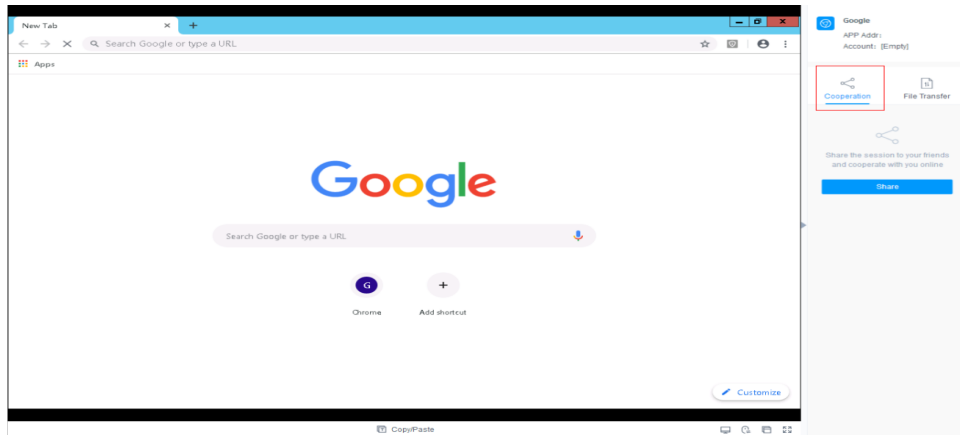 New Tab
Search Google or type a URL
Apps
Google
Search Google or type a URL
G
Chrome
Add shortcut
Customize
Copy/Paste
Google
APP Addr:
Account: [Empty]
Cooperation
File Transfer
Share the session to your friends
and cooperate with you online
Share